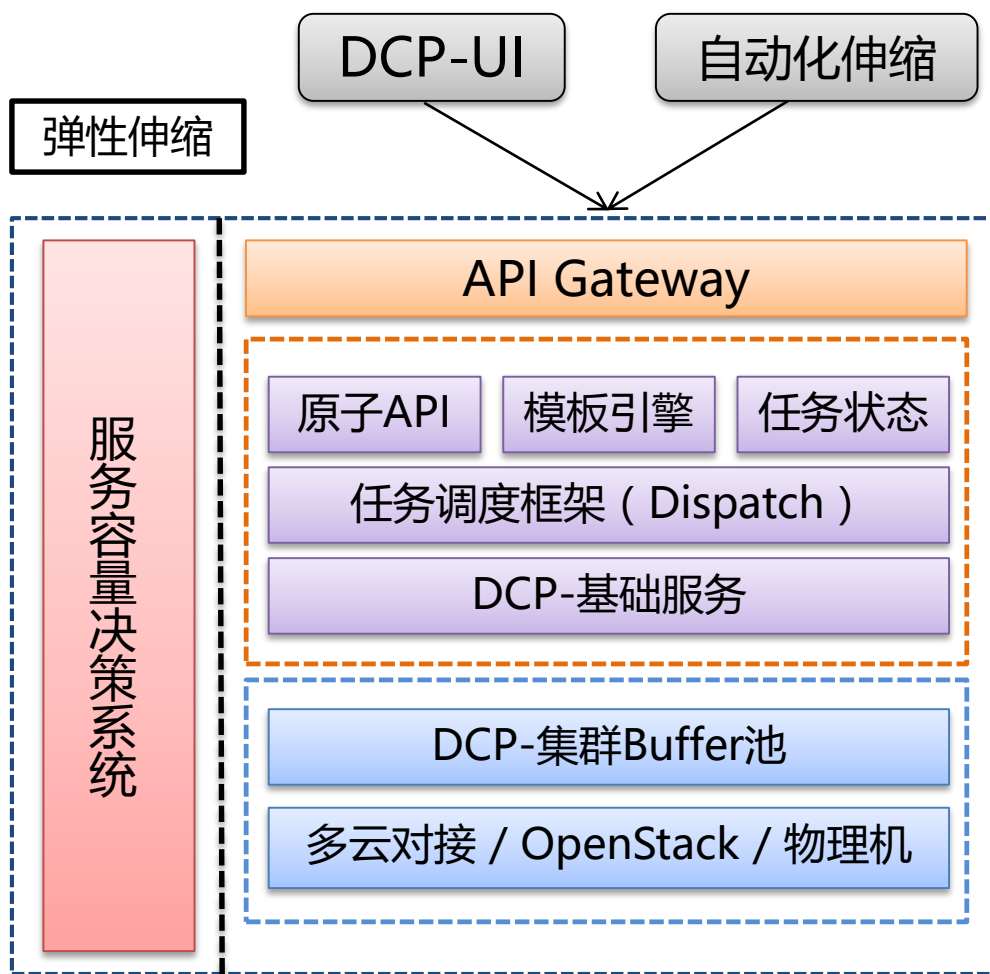 DCP-UI
自动化伸缩
弹性伸缩
服务容量决策系统
API Gateway
原子API
模板引擎
任务状态
任务调度框架（Dispatch）
DCP-基础服务
DCP-集群Buffer池
多云对接 / OpenStack / 物理机